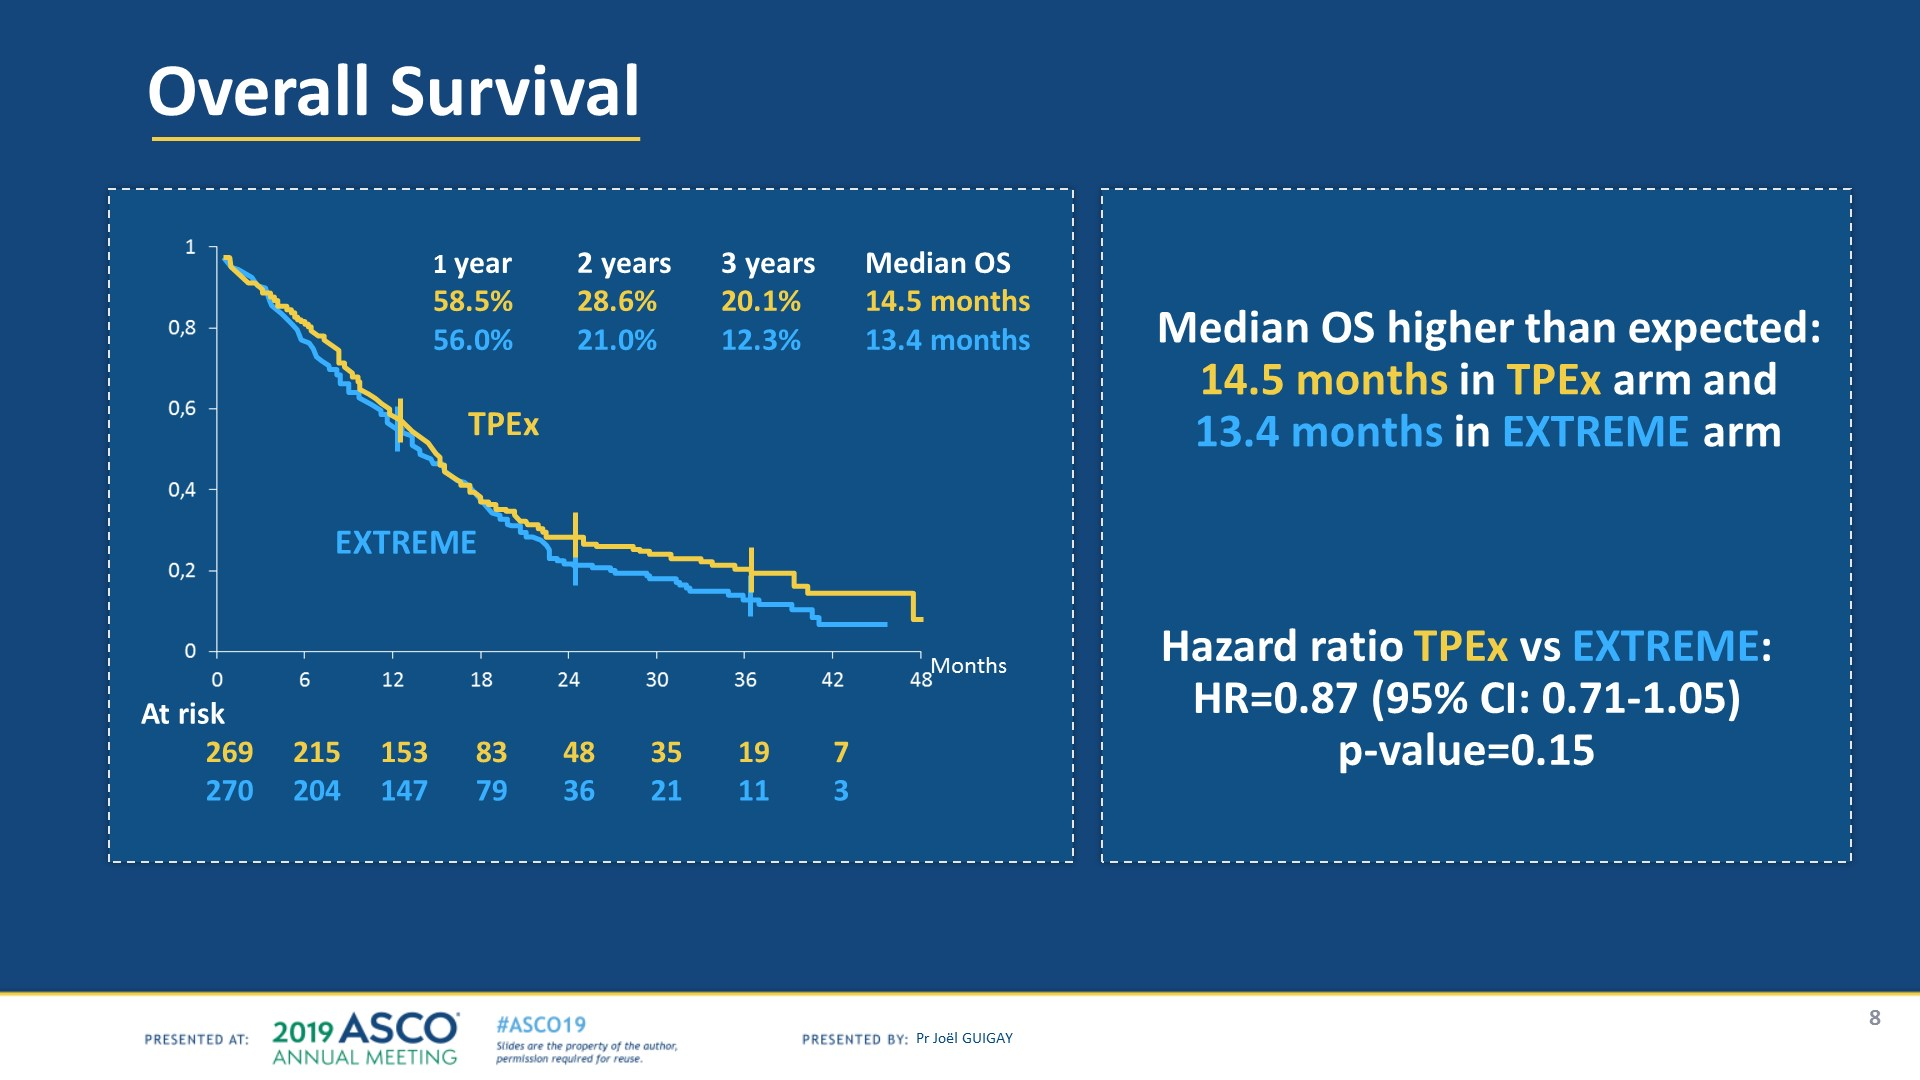 Overall Survival
1 year 2 years 3 years Median OS
58.5% 28.6% 20.1% 14.5 months
56.0% 21.0% 12.3% 13.4 months
1
0,8
0,6
0,4
0,2
0
TPEx
EXTREME
0 6 12 18 24 30 36 42 48
Months
At risk
269 215 153 83 48 35 19 7
270 204 147 79 36 21 11 3
Median OS higher than expected:
14.5 months in TPEx arm and
13.4 months in EXTREME arm
Hazard ratio TPEx vs EXTREME:
HR=0.87 (95% CI: 0.71-1.05)
p-value=0.15
PRESENTED AT:
2019 ASCO
ANNUAL MEETING
#ASCO19
Slides are the property of the author,
permission required for reuse.
PRESENTED BY: Pr Joël GUIGAY
8